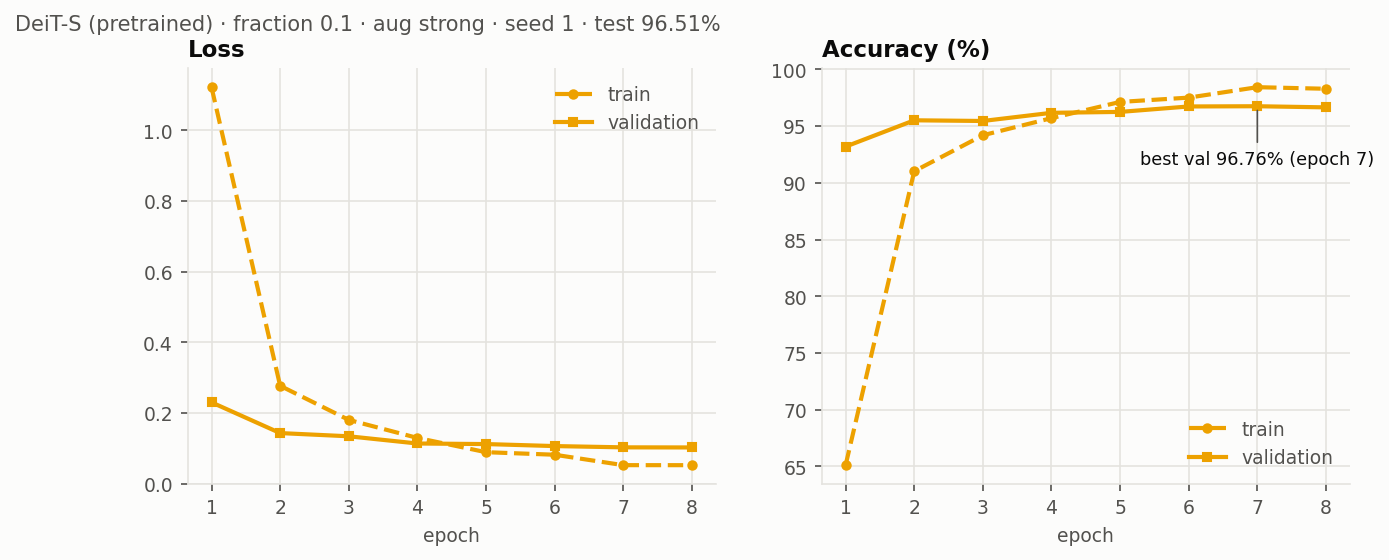 DeiT-S (pretrained) · fraction 0.1 · aug strong · seed 1 · test 96.51%
Loss
1.0
0.8
0.6
0.4
0.2
0.0
1 2 3 4 5 6 7 8
epoch
train
validation
Accuracy (%)
100
95
90
85
80
75
70
65
1 2 3 4 5 6 7 8
epoch
best val 96.76% (epoch 7)
train
validation